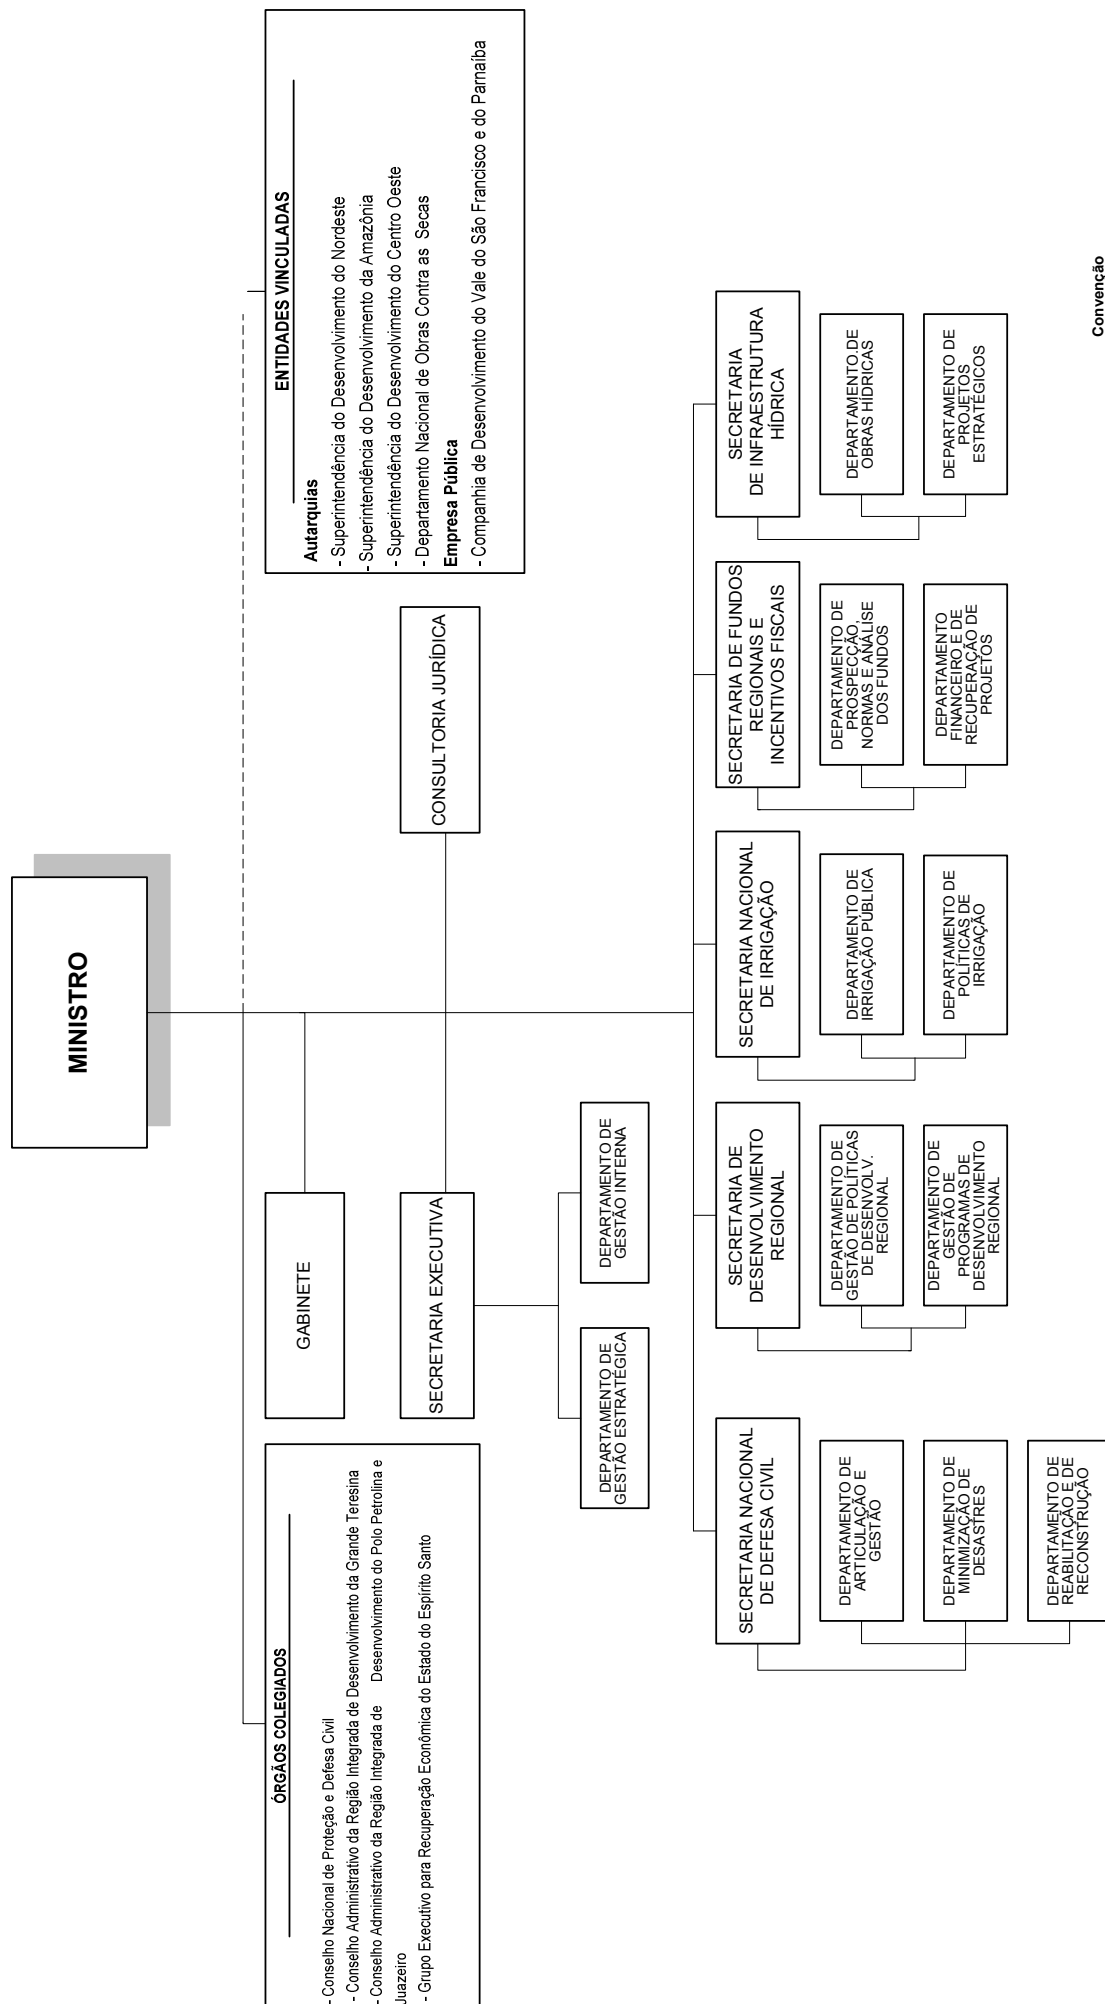 MINISTRO
ÓRGÃOS COLEGIADOS
- Conselho Nacional de Proteção e Defesa Civil
- Conselho Administrativo da Região Integrada de Desenvolvimento da Grande Teresina
- Conselho Administrativo da Região Integrada de Desenvolvimento do Polo Petrolina e
Juazeiro
- Grupo Executivo para Recuperação Econômica do Estado do Espírito Santo
GABINETE
ENTIDADES VINCULADAS
Autarquias
- Superintendência do Desenvolvimento do Nordeste
- Superintendência do Desenvolvimento da Amazônia
- Superintendência do Desenvolvimento do Centro Oeste
- Departamento Nacional de Obras Contra as Secas
Empresa Pública
- Companhia de Desenvolvimento do Vale do São Francisco e do Parnaíba
SECRETARIA EXECUTIVA
CONSULTORIA JURÍDICA
DEPARTAMENTO DE
GESTÃO ESTRATÉGICA
DEPARTAMENTO DE
GESTÃO INTERNA
SECRETARIA NACIONAL
DE DEFESA CIVIL
DEPARTAMENTO DE
ARTICULAÇÃO E
GESTÃO
DEPARTAMENTO DE
MINIMIZAÇÃO DE
DESASTRES
DEPARTAMENTO DE
REABILITAÇÃO E DE
RECONSTRUÇÃO
SECRETARIA DE
DESENVOLVIMENTO
REGIONAL
DEPARTAMENTO DE
GESTÃO DE POLÍTICAS
DE DESENVOLV.
REGIONAL
DEPARTAMENTO DE
GESTÃO DE
PROGRAMAS DE
DESENVOLVIMENTO
REGIONAL
SECRETARIA NACIONAL
DE IRRIGAÇÃO
DEPARTAMENTO DE
IRRIGAÇÃO PÚBLICA
DEPARTAMENTO DE
POLÍTICAS DE
IRRIGAÇÃO
SECRETARIA DE FUNDOS
REGIONAIS E
INCENTIVOS FISCAIS
DEPARTAMENTO DE
PROSPECÇÃO,
NORMAS E ANÁLISE
DOS FUNDOS
DEPARTAMENTO
FINANCEIRO E DE
RECUPERAÇÃO DE
PROJETOS
SECRETARIA
DE INFRAESTRUTURA
HÍDRICA
DEPARTAMENTO.DE
OBRAS HÍDRICAS
DEPARTAMENTO DE
PROJETOS
ESTRATÉGICOS
Convenção